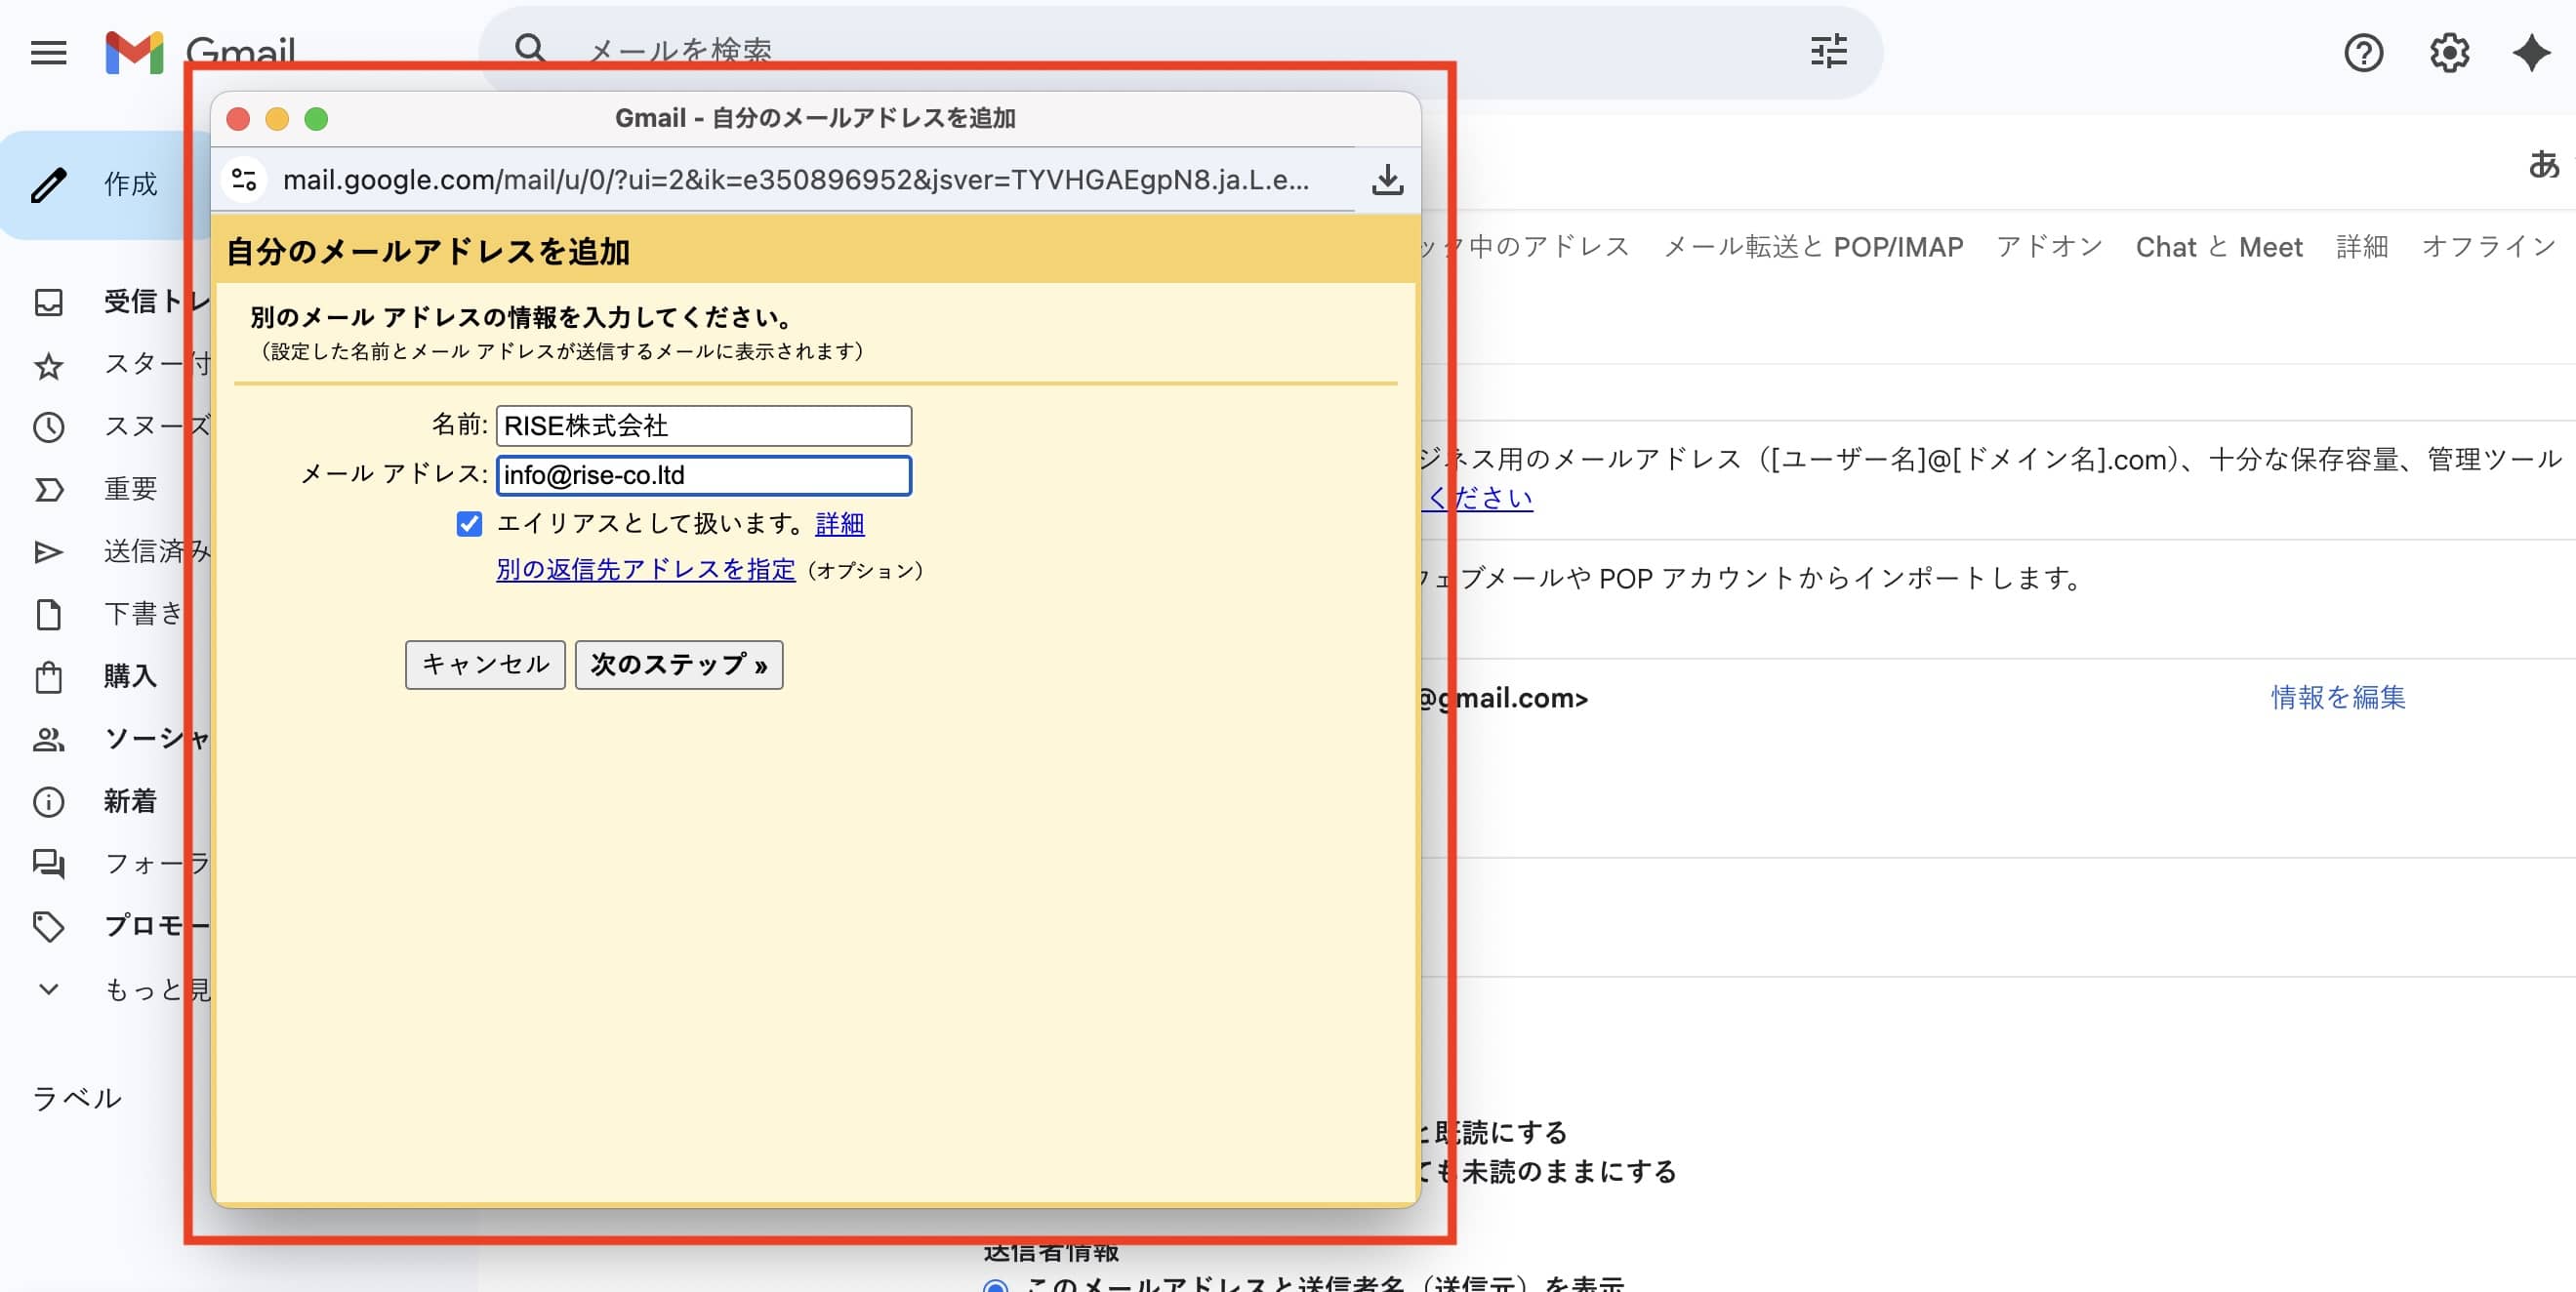 Gmail
メールを検索
Gmail - 自分のメールアドレスを追加
mail.google.com/mail/u/0/?ui=2&ik=e350896952&jsver=TYVHGAEgpN8.ja.L.e...
作成
あ
自分のメールアドレスを追加
ック中のアドレス メール転送と POP/IMAP アドオン Chat と Meet 詳細 オフライン
受信トレ
別のメール アドレスの情報を入力してください。
（設定した名前とメール アドレスが送信するメールに表示されます）
スター付
名前: RISE株式会社
スヌーズ
メール アドレス: info@rise-co.ltd
ジネス用のメールアドレス（[ユーザー名]@[ドメイン名].com）、十分な保存容量、管理ツール
ください
重要
エイリアスとして扱います。詳細
送信済み
別の返信先アドレスを指定（オプション）
ウェブメールや POP アカウントからインポートします。
下書き
キャンセル 次のステップ »
購入
@gmail.com>
情報を編集
ソーシャ
新着
フォーラ
プロモー
もっと見
ラベル
と既読にする
ても未読のままにする
送信者情報
このメールアドレスと送信者名（送信元）を表示